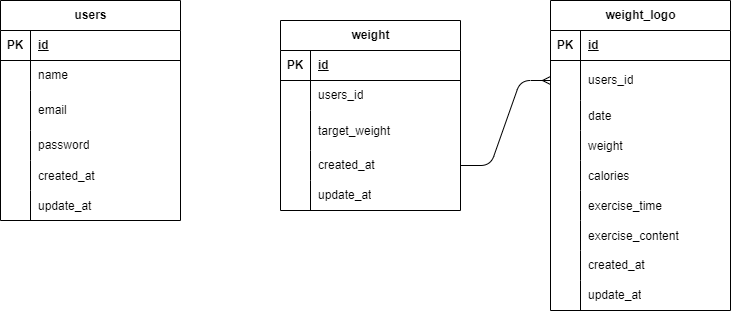 users
PK id
name
email
password
created_at
update_at
weight
PK id
users_id
target_weight
created_at
update_at
weight_logo
PK id
users_id
date
weight
calories
exercise_time
exercise_content
created_at
update_at